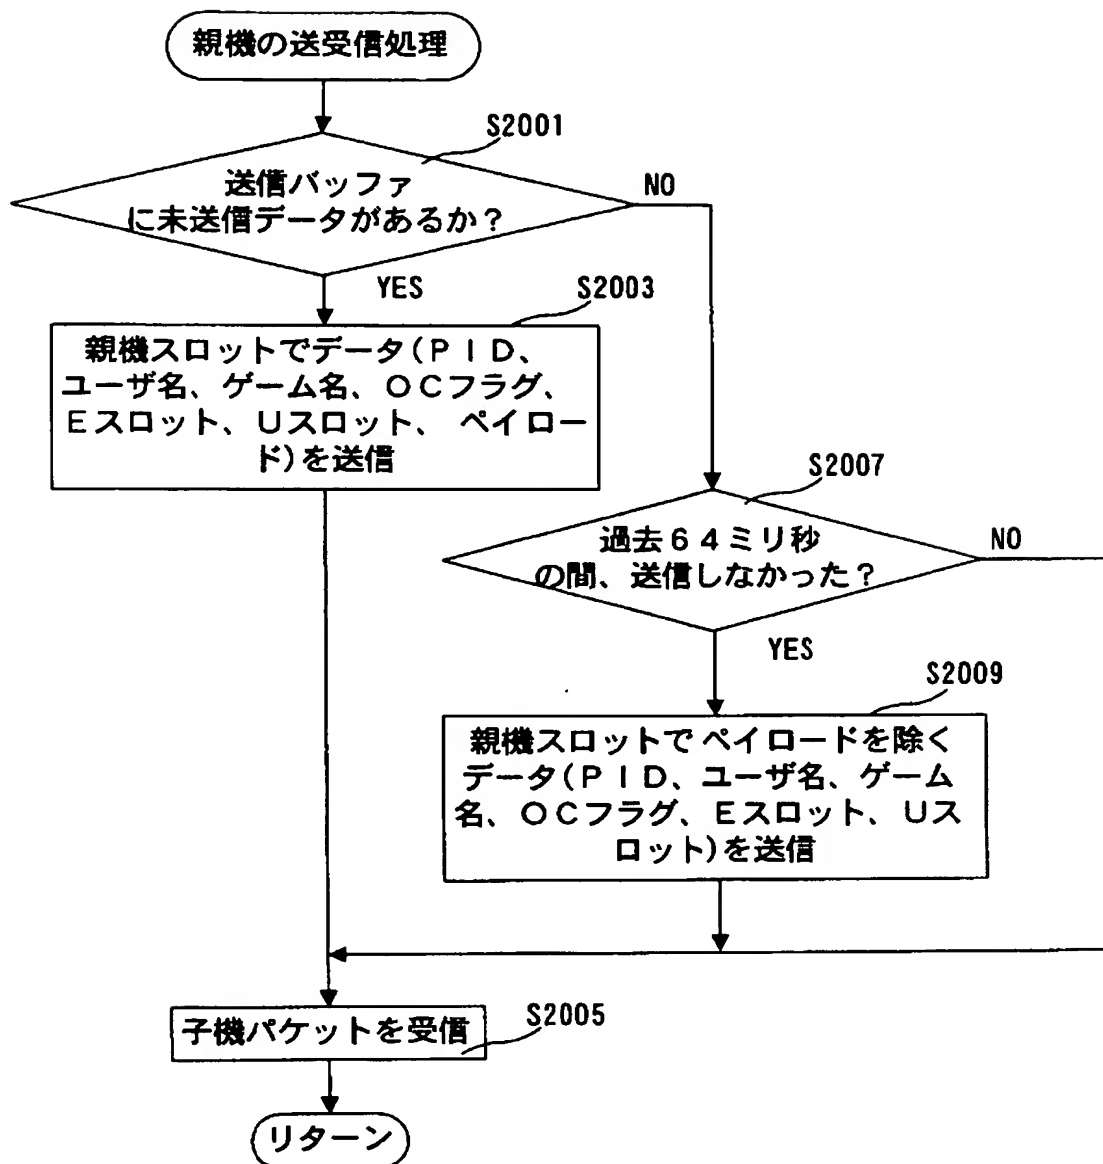 親機の送受信処理
S2001
送信バッファ
に未送信データがあるか?
NO
YES
S2003
親機スロットでデータ(PID、
ユーザ名、ゲーム名、OCフラグ、
Eスロット、Uスロット、 ペイロー
ド)を送信
S2007
過去64ミリ秒
の間、送信しなかった?
NO
YES
S2009
親機スロットでペイロードを除く
データ(PID、ユーザ名、ゲーム
名、OCフラグ、Eスロット、Uス
ロット)を送信
子機パケットを受信
S2005
リターン